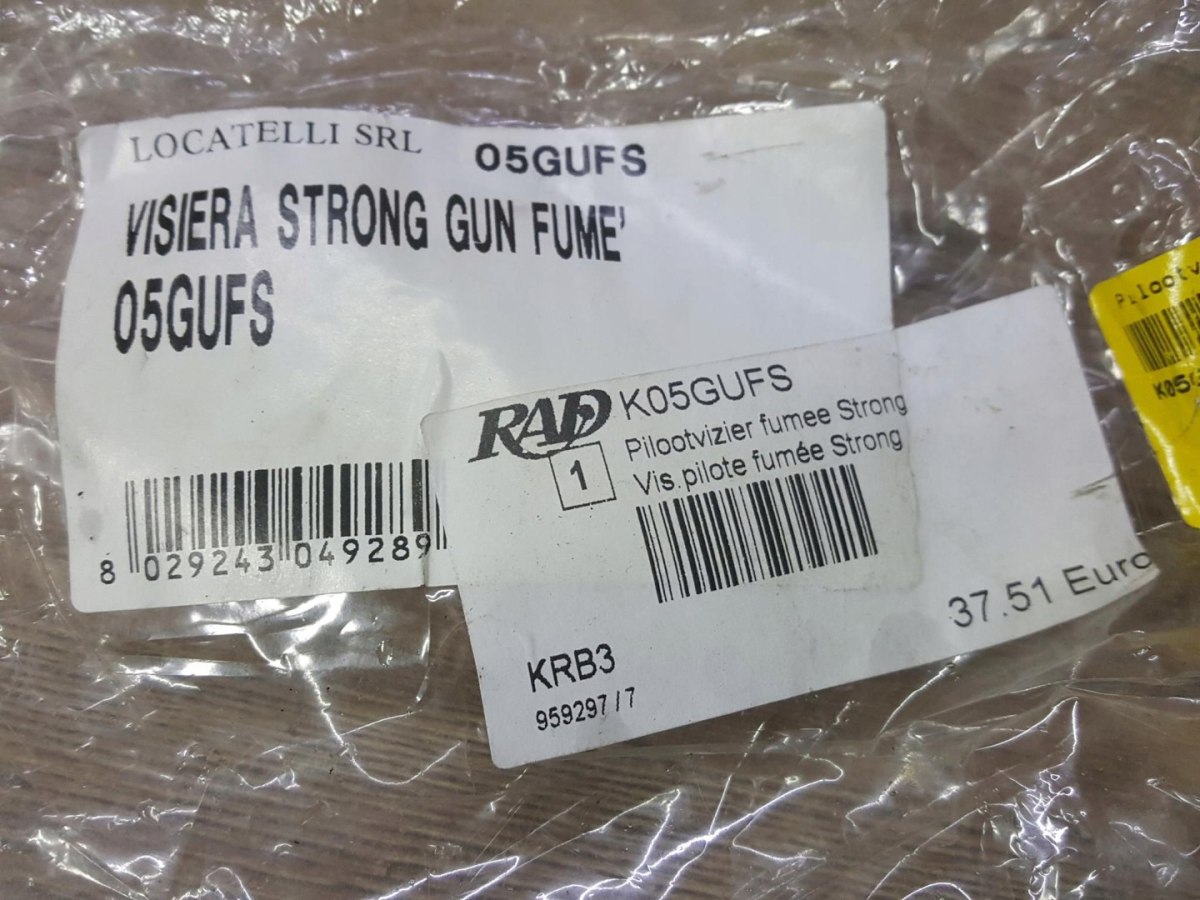 LOCATELLI SRL 05GUFS
VISIERA STRONG GUN FUME'
05GUFS
8 029243 049289
RAD K05GUFS
1
Pilootvizier fumee Strong
Vis.pilote fumée Strong
37.51 Euro
KRB3
959297/7